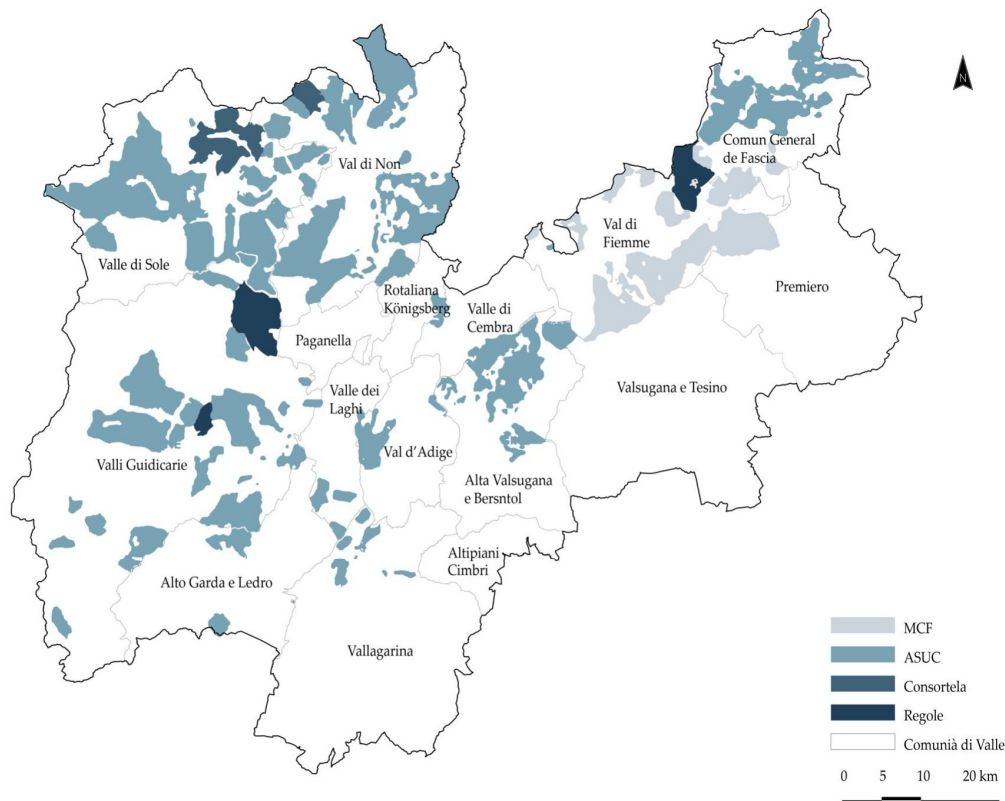 N
Comun General
de Fascia
Val di Non
Val di
Fiemme
Valle di Sole
Rotaliana
Königsberg
Valle di
Cembra
Premiero
Paganella
Valle dei
Laghi
Valsugana e Tesino
Val d'Adige
Valli Guidicarie
Alta Valsugana
e Bersntol
Altipiani
Cimbri
Alto Garda e Ledro
Vallagarina
MCF
ASUC
Consortela
Regole
Comunià di Valle
0 5 10 20 km